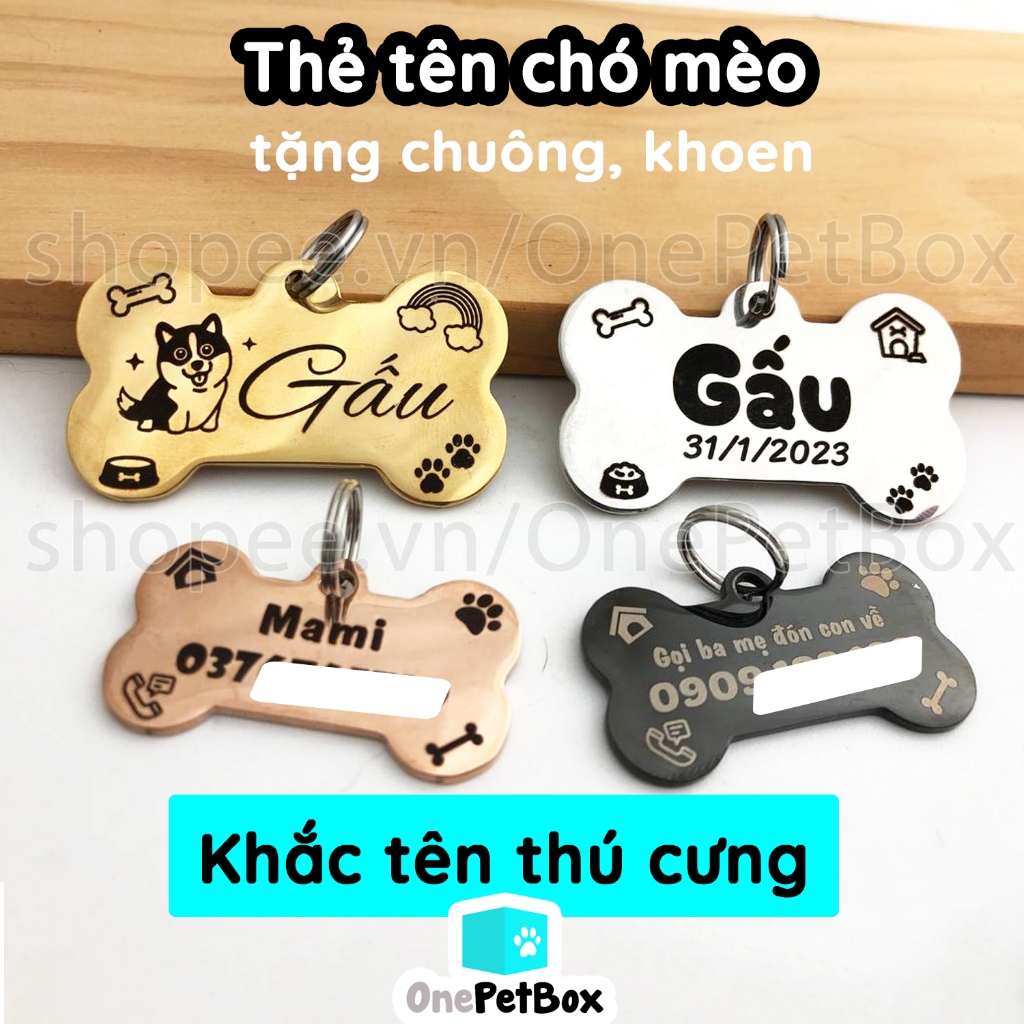 Thẻ tên chó mèo
tặng chuông, khoen
shopee.vn/OnePetBox
Gấu
Gấu
31/1/2023
shopee.vn/OnePetBox
Mami
037
Gọi ba mẹ đón con về
0909
Khắc tên thú cưng
OnePetBox